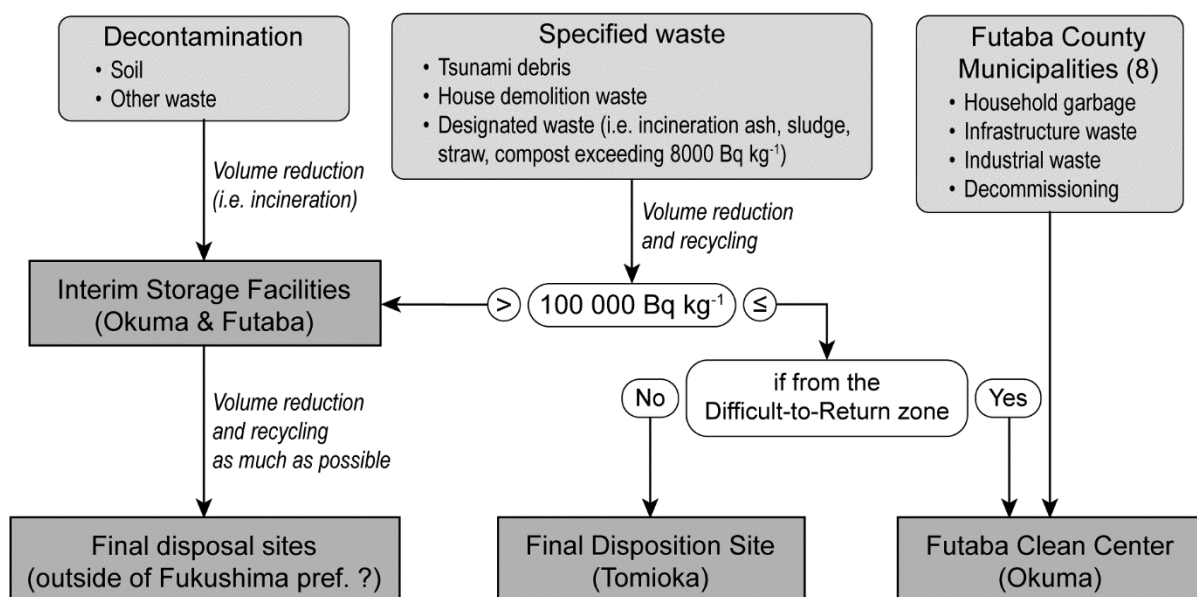 Decontamination
• Soil
• Other waste
Specified waste
• Tsunami debris
• House demolition waste
• Designated waste (i.e. incineration ash, sludge,
straw, compost exceeding 8000 Bq kg⁻¹)
Futaba County
Municipalities (8)
• Household garbage
• Infrastructure waste
• Industrial waste
• Decommissioning
Volume reduction
(i.e. incineration)
Volume reduction
and recycling
Interim Storage Facilities
(Okuma & Futaba)
>
100 000 Bq kg⁻¹
≤
Volume reduction
and recycling
as much as possible
No
if from the
Difficult-to-Return zone
Yes
Final disposal sites
(outside of Fukushima pref. ?)
Final Disposition Site
(Tomioka)
Futaba Clean Center
(Okuma)